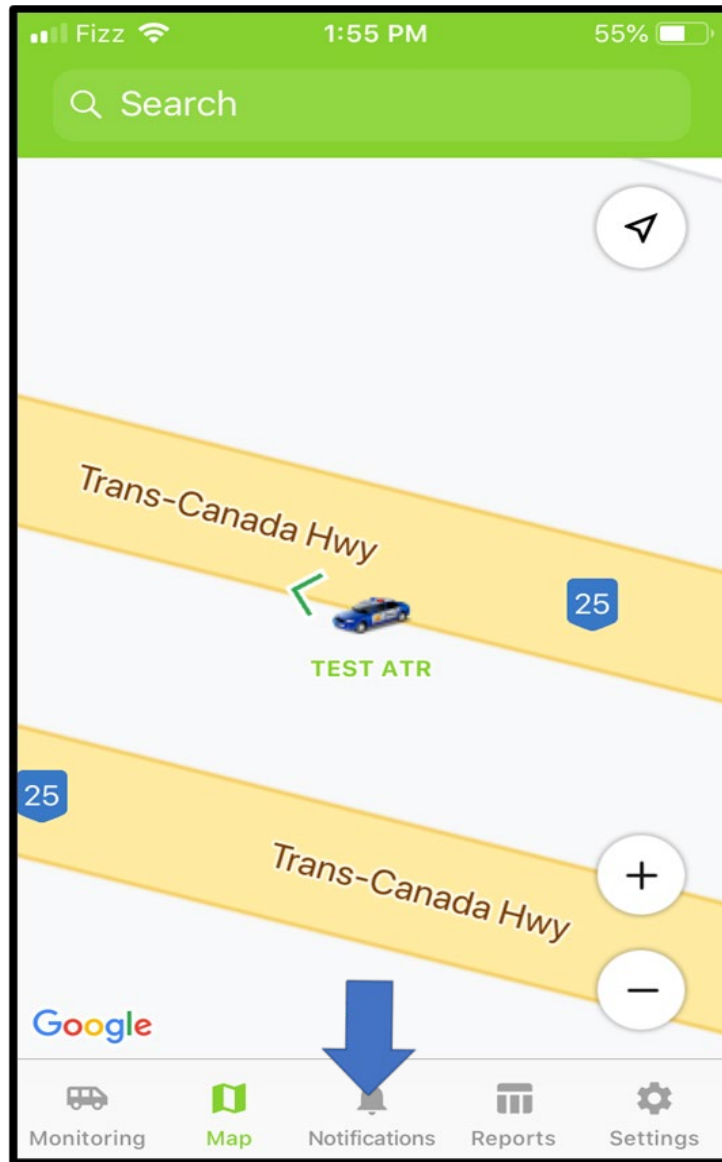 Fizz
1:55 PM
55%
Search
Trans-Canada Hwy
25
TEST ATR
25
Trans-Canada Hwy
Google
Monitoring
Map
Notifications
Reports
Settings